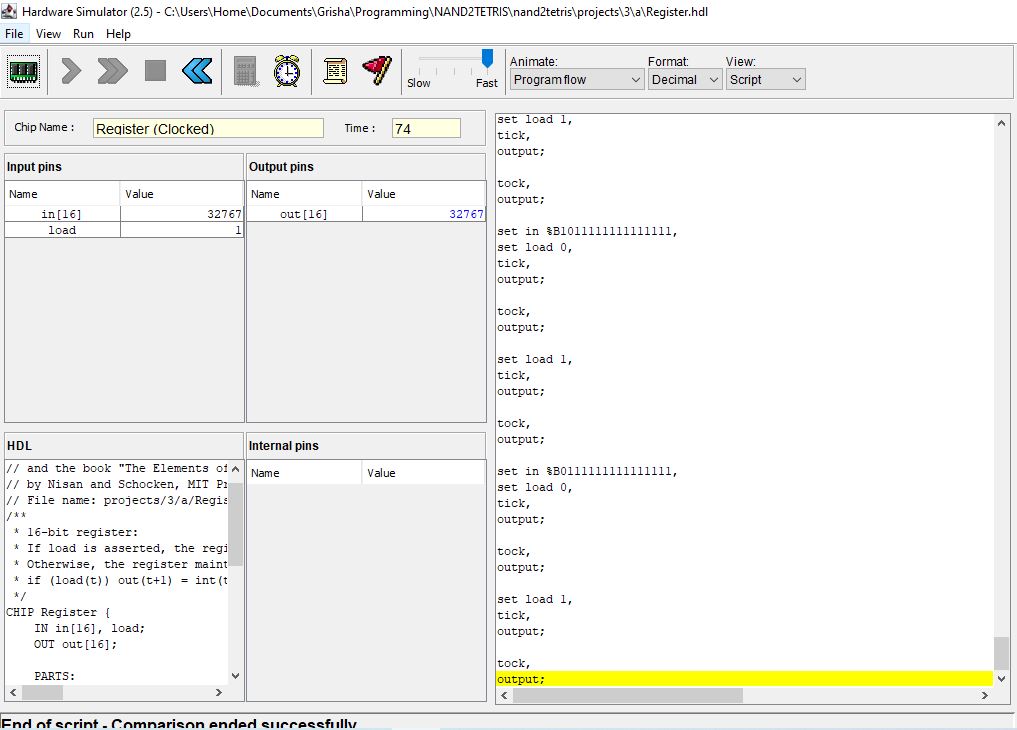 Hardware Simulator (2.5) - C:\Users\Home\Documents\Grisha\Programming\NAND2TETRIS\nand2tetris\projects\3\a\Register.hdl
File View Run Help
Slow Fast
Animate:
Program flow
Format:
Decimal
View:
Script
Chip Name :
Register (Clocked)
Time :
74
Input pins
Name Value
in[16] 32767
load 1
Output pins
Name Value
out[16] 32767
HDL
// and the book "The Elements of
// by Nisan and Schocken, MIT
// File name: projects/3/a/Regis
/**
* 16-bit register:
* If load is asserted, the regi
* Otherwise, the register maint
* if (load(t)) out(t+1) = int(t
*/
CHIP Register {
IN in[16], load;
OUT out[16];
PARTS:
Internal pins
Name Value
set load 1,
tick,
output;
tock,
output;
set in %B1011111111111111,
set load 0,
tick,
output;
tock,
output;
set load 1,
tick,
output;
tock,
output;
set in %B0111111111111111,
set load 0,
tick,
output;
tock,
output;
set load 1,
tick,
output;
tock,
output;
End of script - Comparison ended successfully